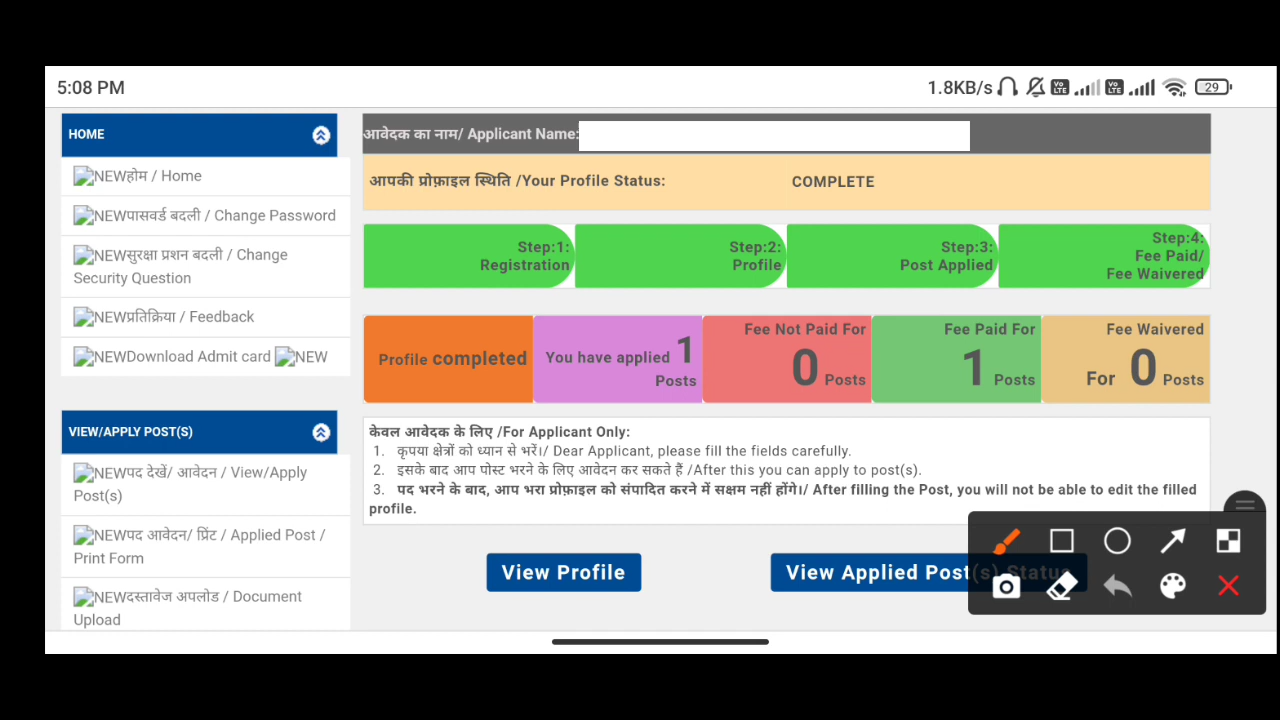 5:08 PM
1.8KB/s
Vo LTE
Vo LTE
29
HOME
NEWहोम / Home
NEWपासवर्ड बदली / Change Password
NEWसुरक्षा प्रशन बदली / Change
Security Question
NEWप्रतिक्रिया / Feedback
NEWDownload Admit card NEW
VIEW/APPLY POST(S)
NEWपद देखें/ आवेदन / View/Apply
Post(s)
NEWपद आवेदन/ प्रिंट / Applied Post /
Print Form
NEWदस्तावेज अपलोड / Document
Upload
आवेदक का नाम/ Applicant Name:
आपकी प्रोफ़ाइल स्थिति /Your Profile Status: COMPLETE
Step:1:
Registration
Step:2:
Profile
Step:3:
Post Applied
Step:4:
Fee Paid/
Fee Waivered
Profile completed
You have applied 1
Posts
Fee Not Paid For
0 Posts
Fee Paid For
1 Posts
Fee Waivered
For 0 Posts
केवल आवेदक के लिए /For Applicant Only:
1. कृपया क्षेत्रों को ध्यान से भरें।/ Dear Applicant, please fill the fields carefully.
2. इसके बाद आप पोस्ट भरने के लिए आवेदन कर सकते हैं /After this you can apply to post(s).
3. पद भरने के बाद, आप भरा प्रोफ़ाइल को संपादित करने में सक्षम नहीं होंगे।/ After filling the Post, you will not be able to edit the filled
profile.
View Profile
View Applied Post(s) Status